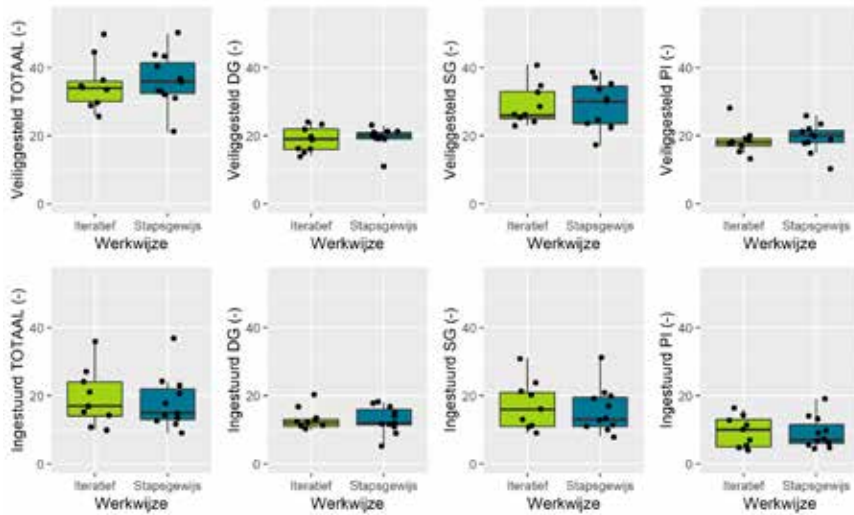 Veiliggesteld TOTAAL (-)
40
20
0
Iteratief Stapsgewijs
Werkwijze
Veiliggesteld DG (-)
40
20
0
Iteratief Stapsgewijs
Werkwijze
Veiliggesteld SG (-)
40
20
0
Iteratief Stapsgewijs
Werkwijze
Veiliggesteld PI (-)
40
20
0
Iteratief Stapsgewijs
Werkwijze
Ingestuurd TOTAAL (-)
40
20
0
Iteratief Stapsgewijs
Werkwijze
Ingestuurd DG (-)
40
20
0
Iteratief Stapsgewijs
Werkwijze
Ingestuurd SG (-)
40
20
0
Iteratief Stapsgewijs
Werkwijze
Ingestuurd PI (-)
40
20
0
Iteratief Stapsgewijs
Werkwijze